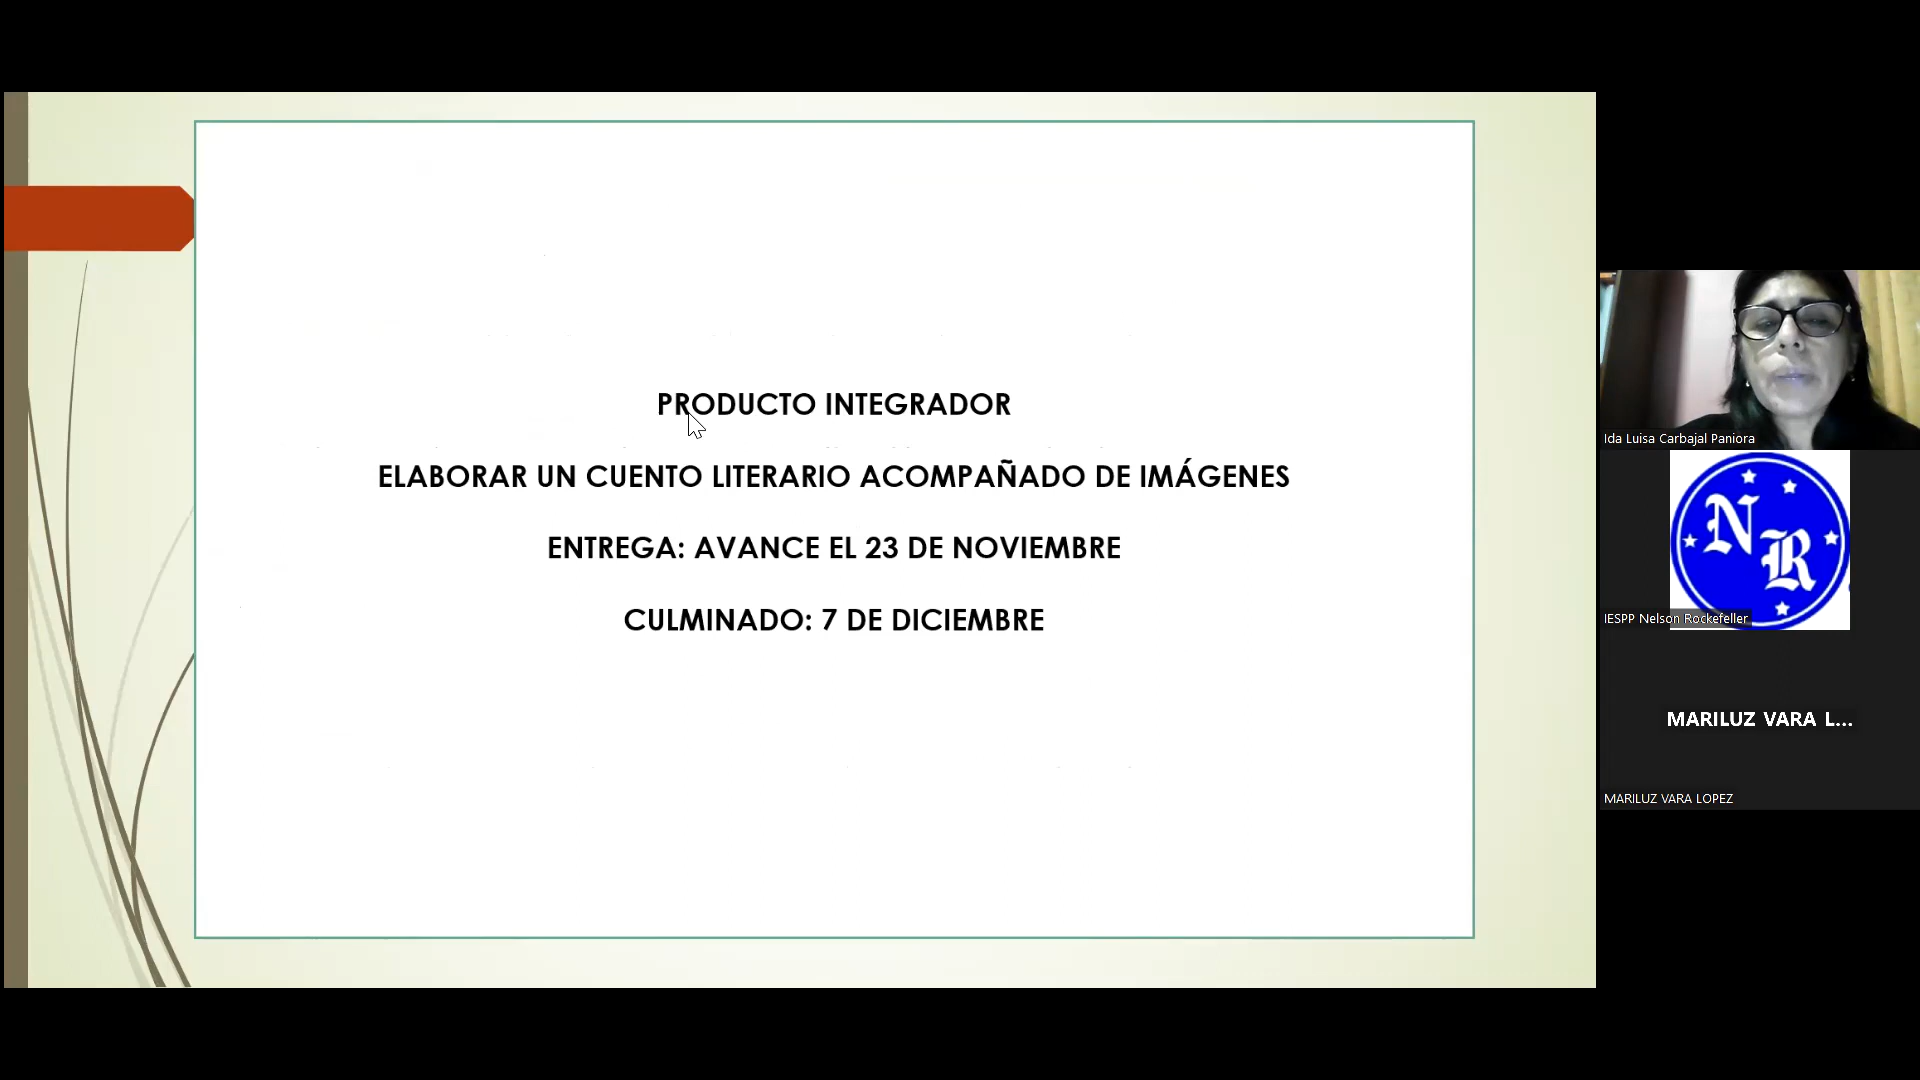 PRODUCTO INTEGRADOR
ELABORAR UN CUENTO LITERARIO ACOMPAÑADO DE IMÁGENES
ENTREGA: AVANCE EL 23 DE NOVIEMBRE
CULMINADO: 7 DE DICIEMBRE
Ida Luisa Carbajal Paniora
NR
IESPP Nelson Rockefeller
MARILUZ VARA L...
MARILUZ VARA LOPEZ